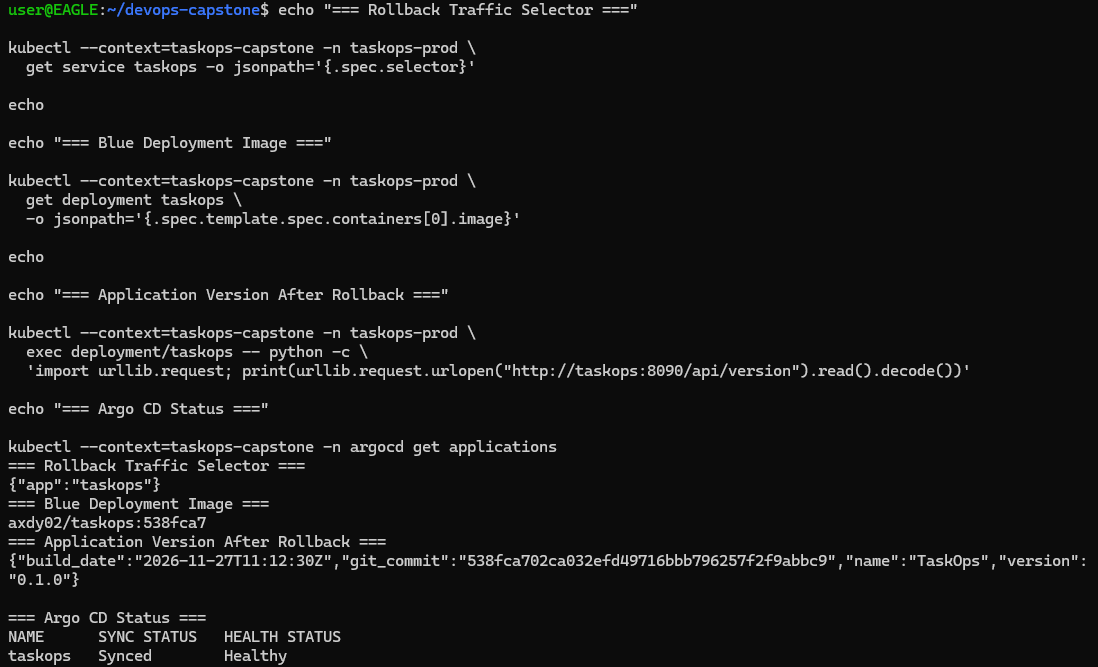 user@EAGLE:~/devops-capstone$ echo "=== Rollback Traffic Selector ==="
kubectl --context=taskops-capstone -n taskops-prod \
  get service taskops -o jsonpath='{.spec.selector}'
echo
echo "=== Blue Deployment Image ==="
kubectl --context=taskops-capstone -n taskops-prod \
  get deployment taskops \
  -o jsonpath='{.spec.template.spec.containers[0].image}'
echo
echo "=== Application Version After Rollback ==="
kubectl --context=taskops-capstone -n taskops-prod \
  exec deployment/taskops -- python -c \
  'import urllib.request; print(urllib.request.urlopen("http://taskops:8090/api/version").read().decode())'
echo "=== Argo CD Status ==="
kubectl --context=taskops-capstone -n argocd get applications
=== Rollback Traffic Selector ===
{"app":"taskops"}
=== Blue Deployment Image ===
axdy02/taskops:538fca7
=== Application Version After Rollback ===
{"build_date":"2026-11-27T11:12:30Z","git_commit":"538fca702ca032efd49716bbb796257f2f9abbc9","name":"TaskOps","version":
"0.1.0"}
=== Argo CD Status ===
NAME      SYNC STATUS   HEALTH STATUS
taskops   Synced        Healthy